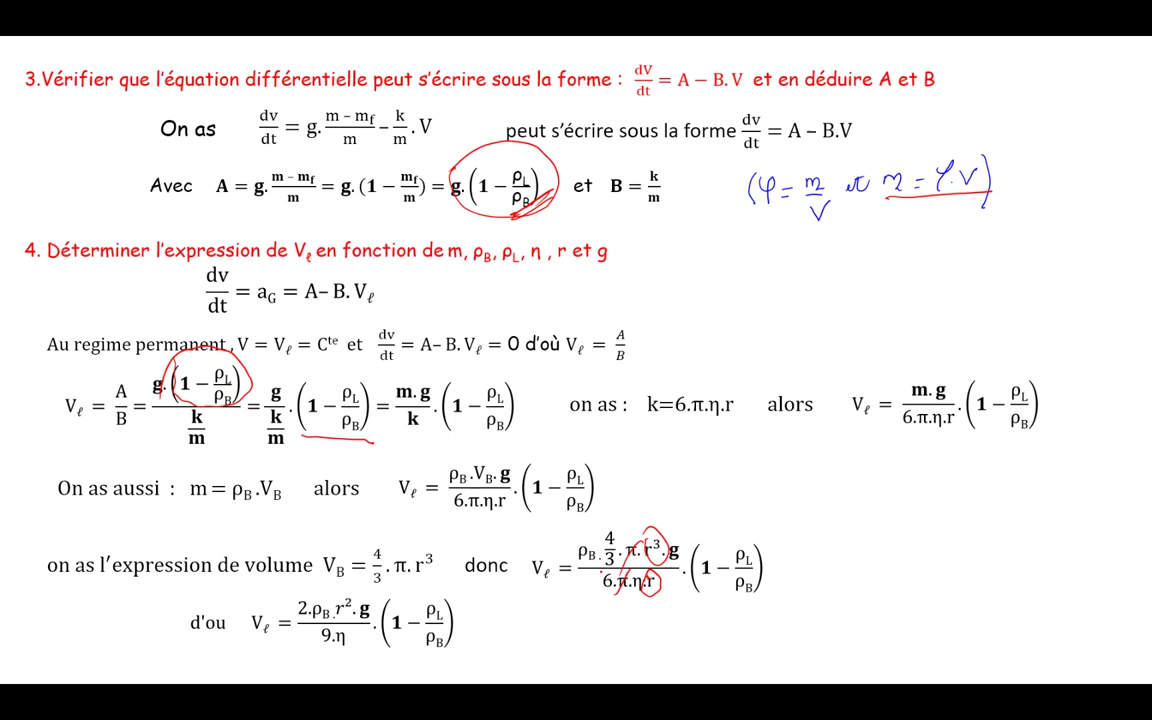 3.Vérifier que l'équation différentielle peut s'écrire sous la forme : dV/dt = A − B. V et en déduire A et B
On as dv/dt = g. (m − m_f)/m − k/m . V peut s'écrire sous la forme dv/dt = A – B.V
Avec A = g. (m − m_f)/m = g. (1 − m_f/m) = g. (1 − ρ_L/ρ_B) et B = k/m (φ = m/V et m = φ.V)
4. Déterminer l'expression de V_ℓ en fonction de m, ρ_B, ρ_L, η , r et g
dv/dt = a_G = A– B. V_ℓ
Au regime permanent , V = V_ℓ = C^te et dv/dt = A– B. V_ℓ = 0 d'où V_ℓ = A/B
V_ℓ = A/B = (g. (1 − ρ_L/ρ_B))/(k/m) = g/(k/m) . (1 − ρ_L/ρ_B) = m. g/k . (1 − ρ_L/ρ_B) on as : k=6.π.η.r alors V_ℓ = m. g/6.π.η.r . (1 − ρ_L/ρ_B)
On as aussi : m = ρ_B .V_B alors V_ℓ = ρ_B .V_B. g/6.π.η.r . (1 − ρ_L/ρ_B)
on as l'expression de volume V_B = 4/3 . π. r³ donc V_ℓ = (ρ_B . 4/3 . π. r³. g)/(6.π.η.r) . (1 − ρ_L/ρ_B)
d'ou V_ℓ = 2.ρ_B .r². g/9.η . (1 − ρ_L/ρ_B)